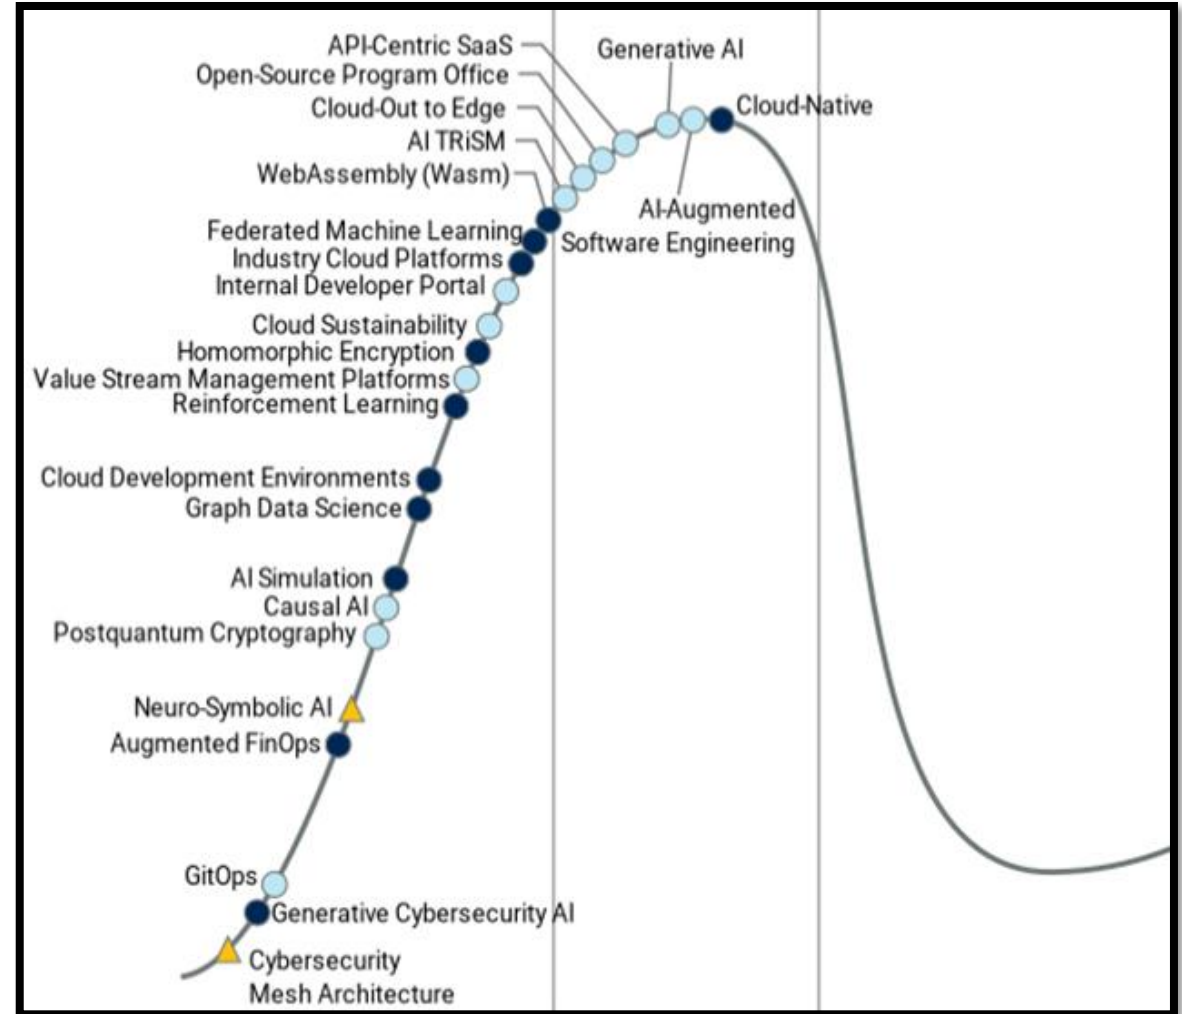 API-Centric SaaS
Generative AI
Open-Source Program Office
Cloud-Out to Edge
Cloud-Native
AI TRiSM
WebAssembly (Wasm)
AI-Augmented
Software Engineering
Federated Machine Learning
Industry Cloud Platforms
Internal Developer Portal
Cloud Sustainability
Homomorphic Encryption
Value Stream Management Platforms
Reinforcement Learning
Cloud Development Environments
Graph Data Science
AI Simulation
Causal AI
Postquantum Cryptography
Neuro-Symbolic AI
Augmented FinOps
GitOps
Generative Cybersecurity AI
Cybersecurity
Mesh Architecture